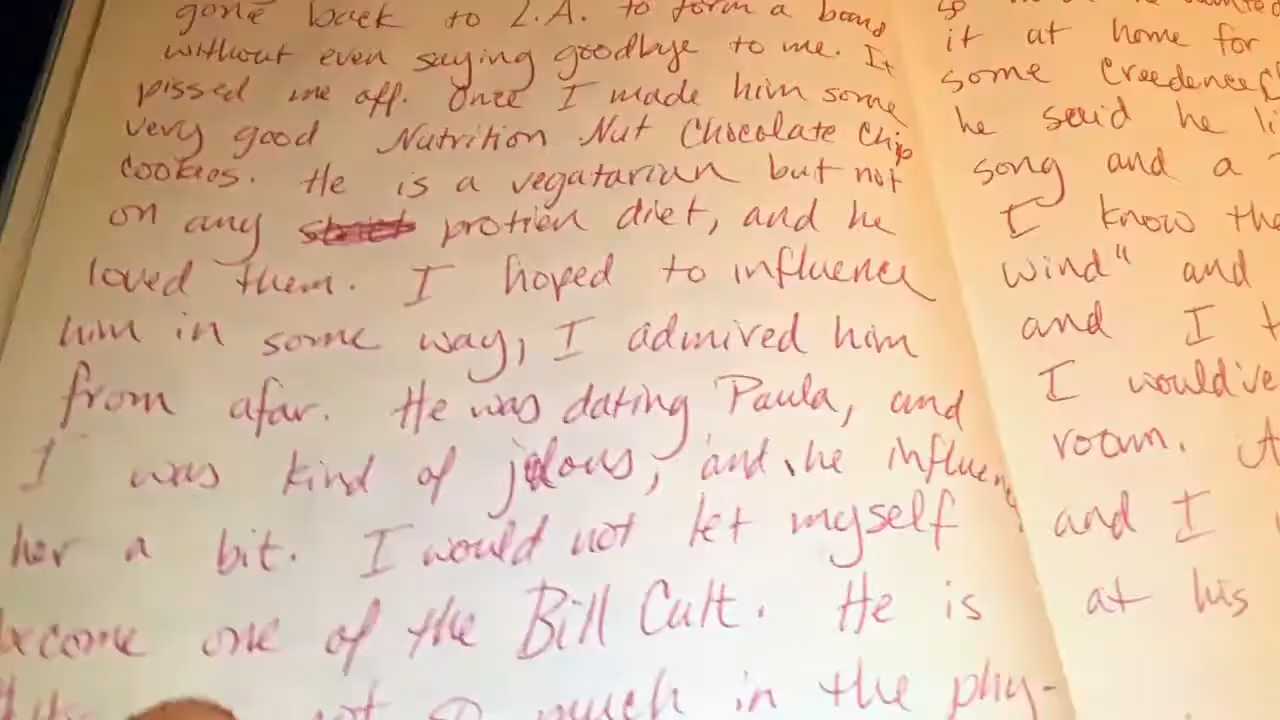 gone back to L.A. to form a band
without even saying goodbye to me. It
pissed me off. Once I made him some
very good Nutrition Nut Chocolate Chip
cookies. He is a vegatarian but not
on any strict protien diet, and he
loved them. I hoped to influence
him in some way, I admired him
from afar. He was dating Paula, and
I was kind of jelous, and he influen
her a bit. I would not let myself
become one of the Bill Cult. He is
much in the phy-
it at home for
some Creedence
he said he li
song and a
I know the
wind" and
and I t
I would've
room. A
and I
at his